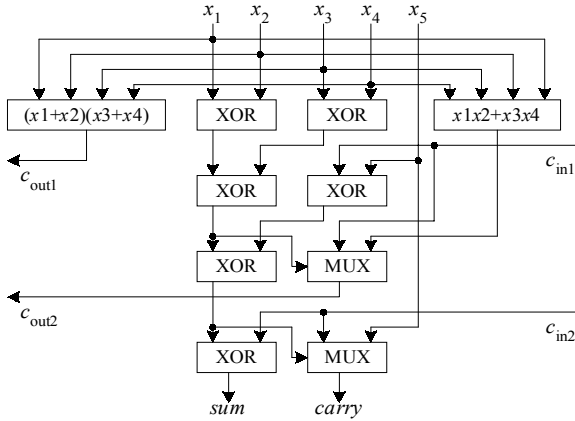 x1 x2 x3 x4 x5
(x1+x2)(x3+x4) XOR XOR x1x2+x3x4
cout1 XOR XOR cin1
XOR MUX
cout2 cin2
XOR MUX
sum carry